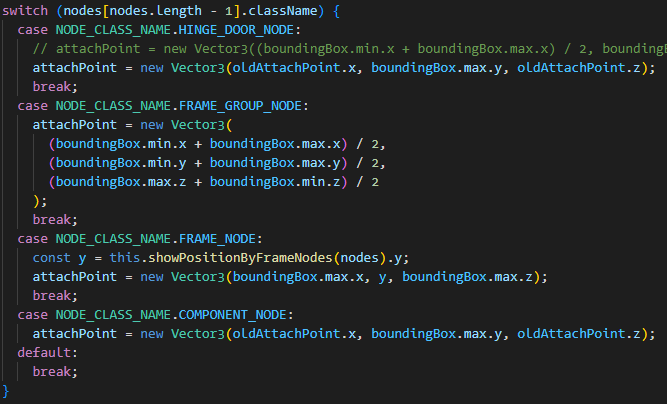 switch (nodes[nodes.length - 1].className) {
case NODE_CLASS_NAME.HINGE_DOOR_NODE:
// attachPoint = new Vector3((boundingBox.min.x + boundingBox.max.x) / 2, bounding
attachPoint = new Vector3(oldAttachPoint.x, boundingBox.max.y, oldAttachPoint.z);
break;
case NODE_CLASS_NAME.FRAME_GROUP_NODE:
attachPoint = new Vector3(
(boundingBox.min.x + boundingBox.max.x) / 2,
(boundingBox.min.y + boundingBox.max.y) / 2,
(boundingBox.max.z + boundingBox.min.z) / 2
);
break;
case NODE_CLASS_NAME.FRAME_NODE:
const y = this.showPositionByFrameNodes(nodes).y;
attachPoint = new Vector3(boundingBox.max.x, y, boundingBox.max.z);
break;
case NODE_CLASS_NAME.COMPONENT_NODE:
attachPoint = new Vector3(oldAttachPoint.x, boundingBox.max.y, oldAttachPoint.z);
default:
break;
}